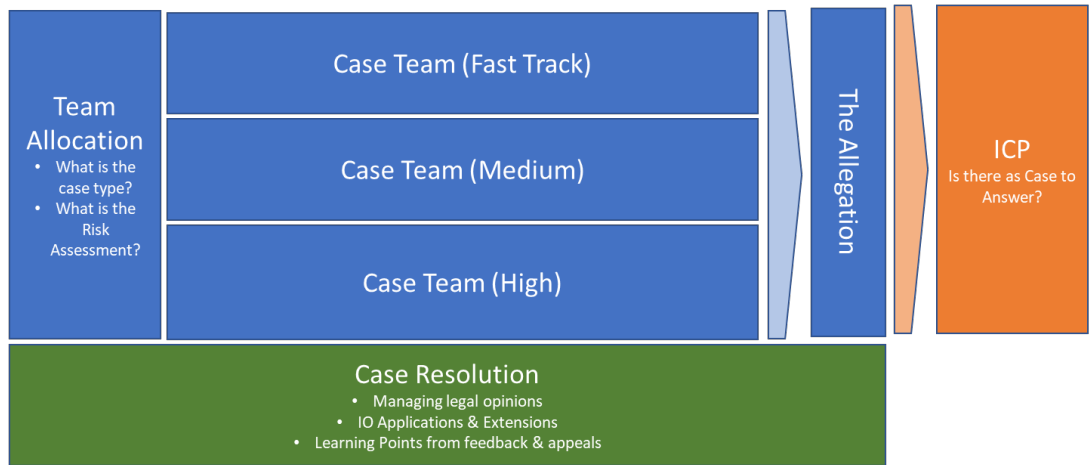 Team
Allocation
• What is the
case type?
• What is the
Risk
Assessment?
Case Team (Fast Track)
Case Team (Medium)
Case Team (High)
The Allegation
ICP
Is there as Case to
Answer?
Case Resolution
• Managing legal opinions
• IO Applications & Extensions
• Learning Points from feedback & appeals